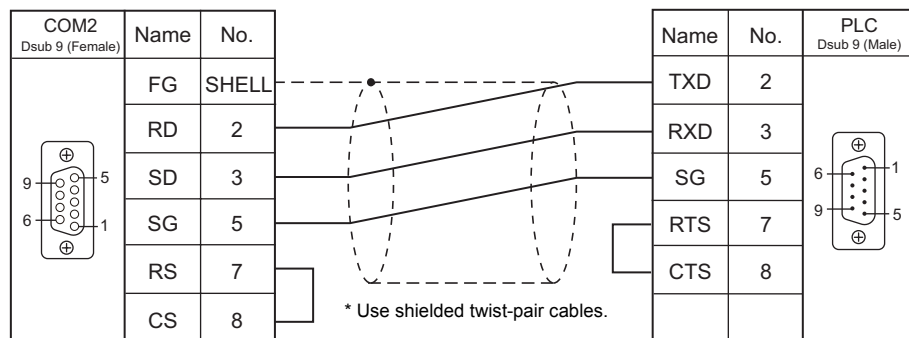 COM2
Dsub 9 (Female)
Name No.
FG SHELL
RD 2
SD 3
SG 5
RS 7
CS 8
9 5
6 1
Name No.
PLC
Dsub 9 (Male)
TXD 2
RXD 3
SG 5
RTS 7
CTS 8
6 1
9 5
* Use shielded twist-pair cables.